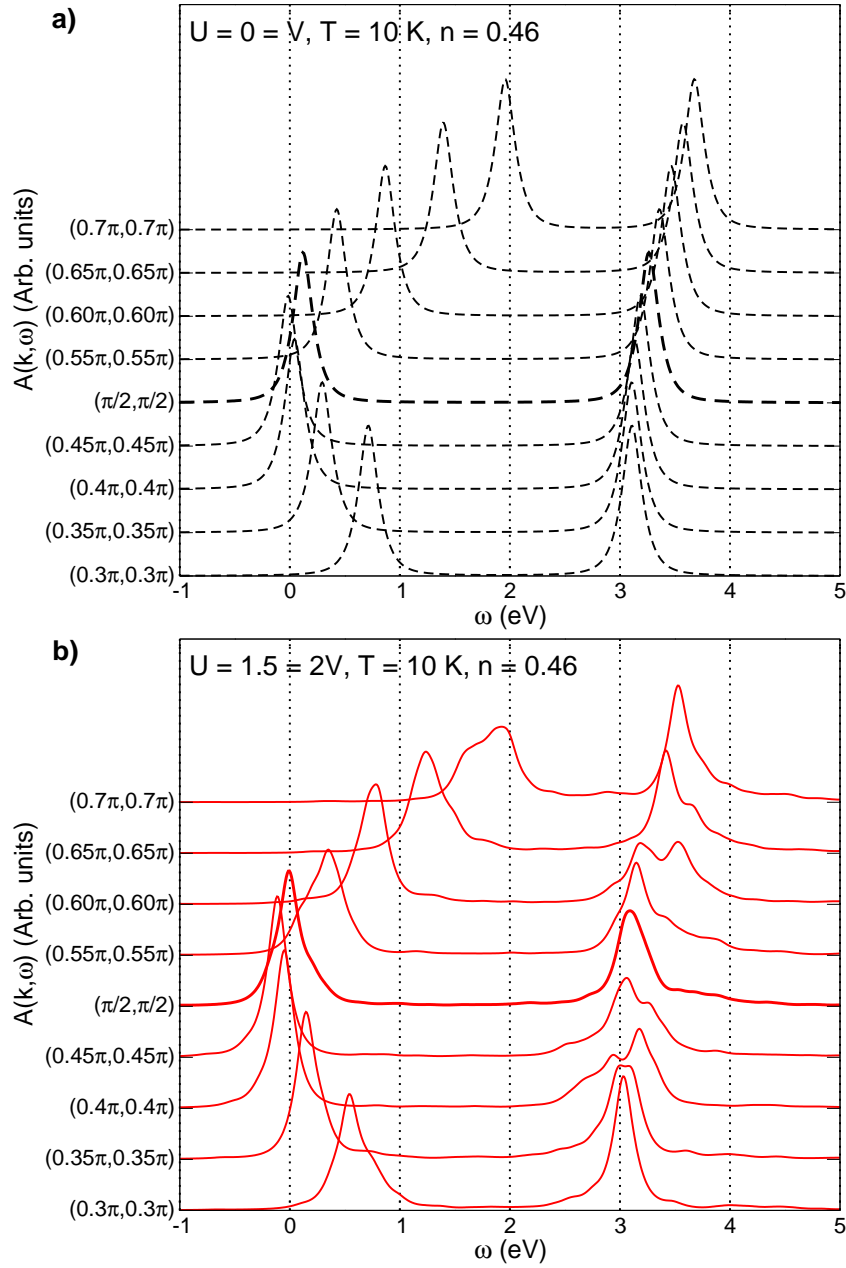 a)
U = 0 = V, T = 10 K, n = 0.46
A(k,ω) (Arb. units)
(0.7π,0.7π)
(0.65π,0.65π)
(0.60π,0.60π)
(0.55π,0.55π)
(π/2,π/2)
(0.45π,0.45π)
(0.4π,0.4π)
(0.35π,0.35π)
(0.3π,0.3π)
-1 0 1 2 3 4 5
ω (eV)
b)
U = 1.5 = 2V, T = 10 K, n = 0.46
A(k,ω) (Arb. units)
(0.7π,0.7π)
(0.65π,0.65π)
(0.60π,0.60π)
(0.55π,0.55π)
(π/2,π/2)
(0.45π,0.45π)
(0.4π,0.4π)
(0.35π,0.35π)
(0.3π,0.3π)
-1 0 1 2 3 4 5
ω (eV)